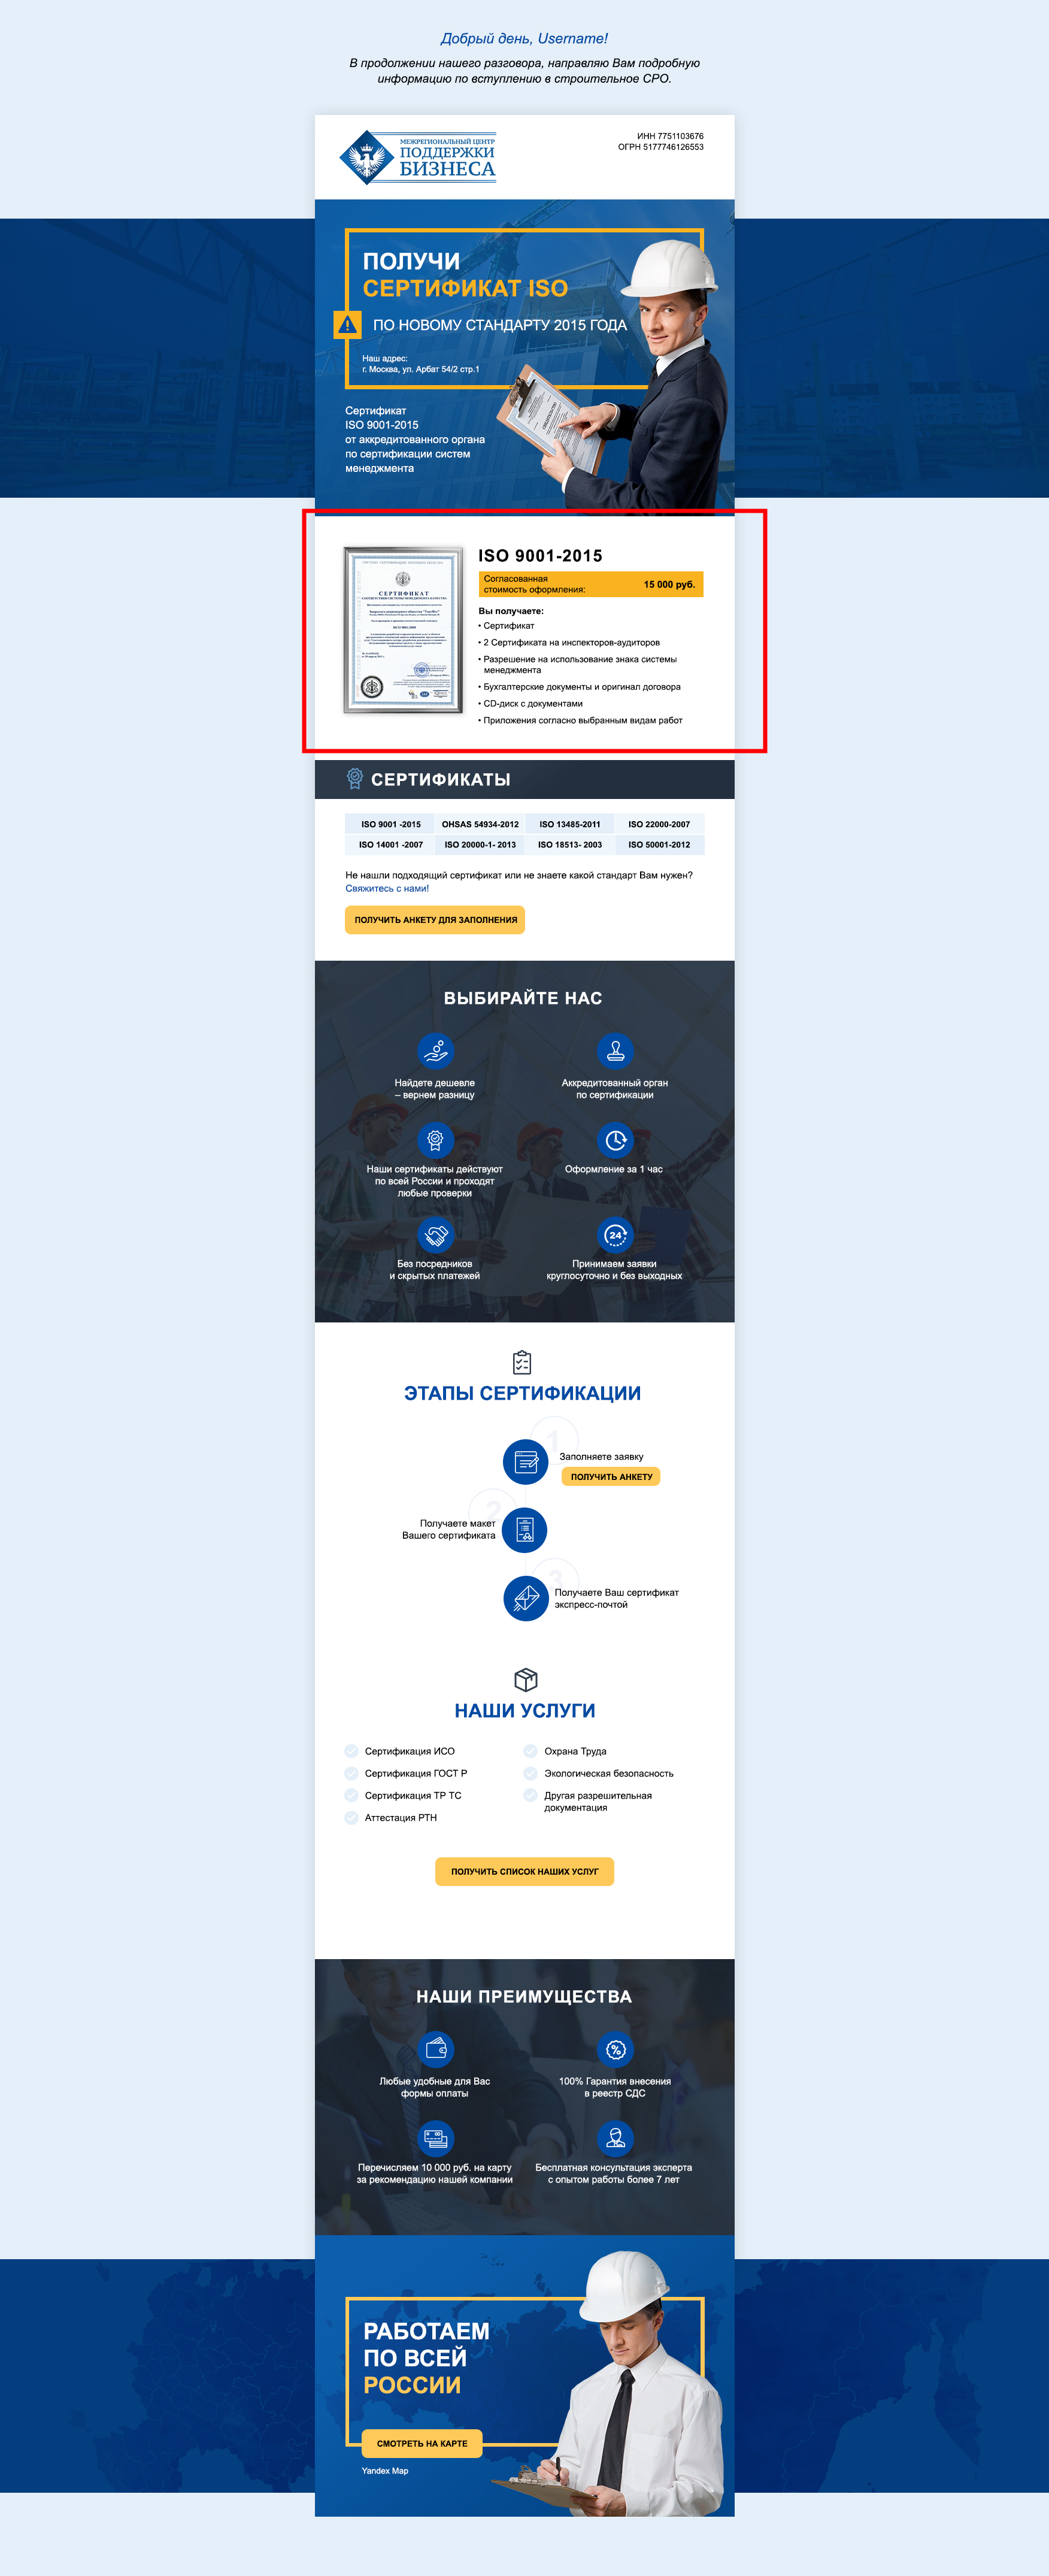 Добрый день, Username!
В продолжении нашего разговора, направляю Вам подробную
информацию по вступлению в строительное СРО.
МЕЖРЕГИОНАЛЬНЫЙ ЦЕНТР
ПОДДЕРЖКИ
БИЗНЕСА
ИНН 7751103676
ОГРН 5177746126553
ПОЛУЧИ
СЕРТИФИКАТ ISO
ПО НОВОМУ СТАНДАРТУ 2015 ГОДА
Наш адрес:
г. Москва, ул. Арбат 54/2 стр.1
Сертификат
ISO 9001-2015
от аккредитованного органа
по сертификации систем
менеджмента
СЕРТИФИКАТ
ISO 9001-2015
Согласованная
стоимость оформления:
15 000 руб.
Вы получаете:
• Сертификат
• 2 Сертификата на инспекторов-аудиторов
• Разрешение на использование знака системы
менеджмента
• Бухгалтерские документы и оригинал договора
• CD-диск с документами
• Приложения согласно выбранным видам работ
СЕРТИФИКАТЫ
ISO 9001 -2015 OHSAS 54934-2012 ISO 13485-2011 ISO 22000-2007
ISO 14001 -2007 ISO 20000-1- 2013 ISO 18513- 2003 ISO 50001-2012
Не нашли подходящий сертификат или не знаете какой стандарт Вам нужен?
Свяжитесь с нами!
ПОЛУЧИТЬ АНКЕТУ ДЛЯ ЗАПОЛНЕНИЯ
ВЫБИРАЙТЕ НАС
Найдете дешевле
– вернем разницу
Аккредитованный орган
по сертификации
Наши сертификаты действуют
по всей России и проходят
любые проверки
Оформление за 1 час
Без посредников
и скрытых платежей
24
Принимаем заявки
круглосуточно и без выходных
ЭТАПЫ СЕРТИФИКАЦИИ
1
Заполняете заявку
ПОЛУЧИТЬ АНКЕТУ
2
Получаете макет
Вашего сертификата
3
Получаете Ваш сертификат
экспресс-почтой
НАШИ УСЛУГИ
Сертификация ИСО
Сертификация ГОСТ Р
Сертификация ТР ТС
Аттестация РТН
Охрана Труда
Экологическая безопасность
Другая разрешительная
документация
ПОЛУЧИТЬ СПИСОК НАШИХ УСЛУГ
НАШИ ПРЕИМУЩЕСТВА
Любые удобные для Вас
формы оплаты
%
100% Гарантия внесения
в реестр СДС
Перечисляем 10 000 руб. на карту
за рекомендацию нашей компании
Бесплатная консультация эксперта
с опытом работы более 7 лет
РАБОТАЕМ
ПО ВСЕЙ
РОССИИ
СМОТРЕТЬ НА КАРТЕ
Yandex Map